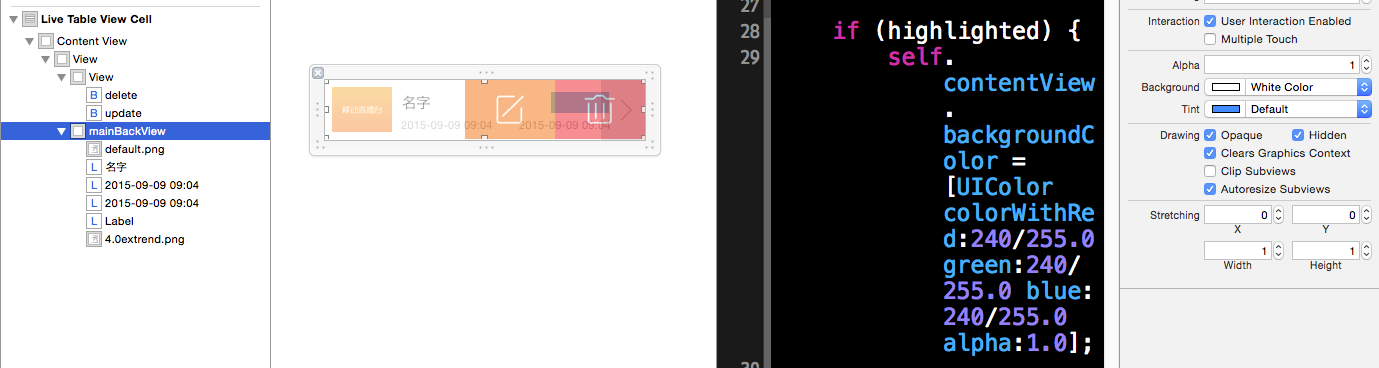 Live Table View Cell
Content View
View
View
B delete
B update
mainBackView
default.png
L 名字
L 2015-09-09 09:04
L 2015-09-09 09:04
L Label
4.0extrend.png
名字
2015-09-09 09:04 2015-09-09 09:04
27
28 if (highlighted) {
29 self.
contentView
.
backgroundC
olor =
[UIColor
colorWithRe
d:240/255.0
green:240/
255.0 blue:
240/255.0
alpha:1.0];
Interaction User Interaction Enabled
Multiple Touch
Alpha 1
Background White Color
Tint Default
Drawing Opaque Hidden
Clears Graphics Context
Clip Subviews
Autoresize Subviews
Stretching 0 0
X Y
1 1
Width Height